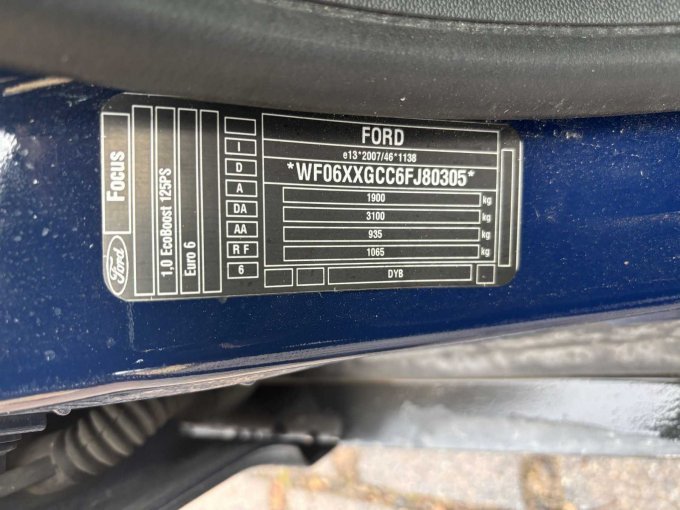 FORD
e13*2007/46*1138
*WF06XXGCC6FJ80305*
1900 kg
3100 kg
935 kg
1065 kg
DYB
I
D
A
DA
AA
R F
6
FOCUS
1,0 EcoBoost 125PS
Euro 6
Ford